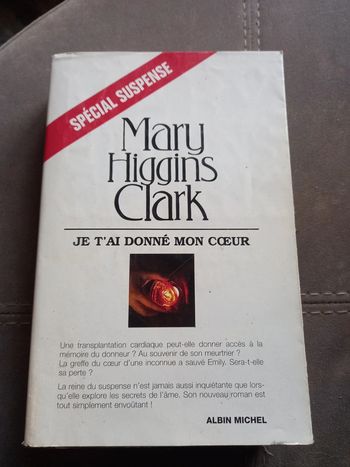 SPÉCIAL SUSPENSE
Mary
Higgins
Clark
JE T'AI DONNÉ MON CŒUR
Une transplantation cardiaque peut-elle donner accès à la
mémoire du donneur ? Au souvenir de son meurtrier ?
La greffe du cœur d'une inconnue a sauvé Emily. Sera-t-elle
sa perte ?
La reine du suspense n'est jamais aussi inquiétante que lors-
qu'elle explore les secrets de l'âme. Son nouveau roman est
tout simplement envoûtant !
ALBIN MICHEL